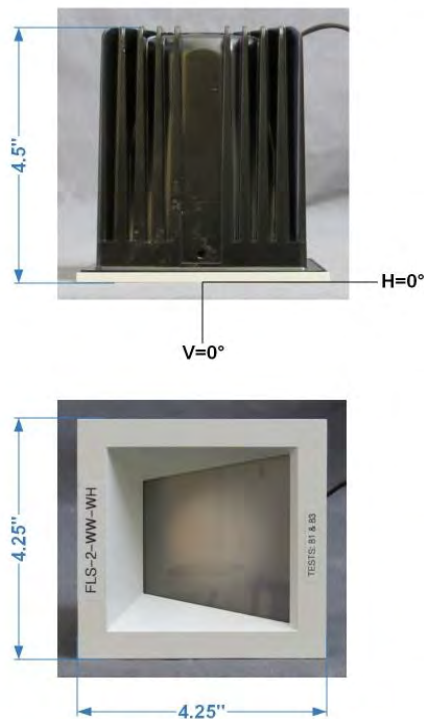 4.5"
H=0°
V=0°
4.25"
FLS-2-WW-WH
TESTS: 81 & 83
4.25"